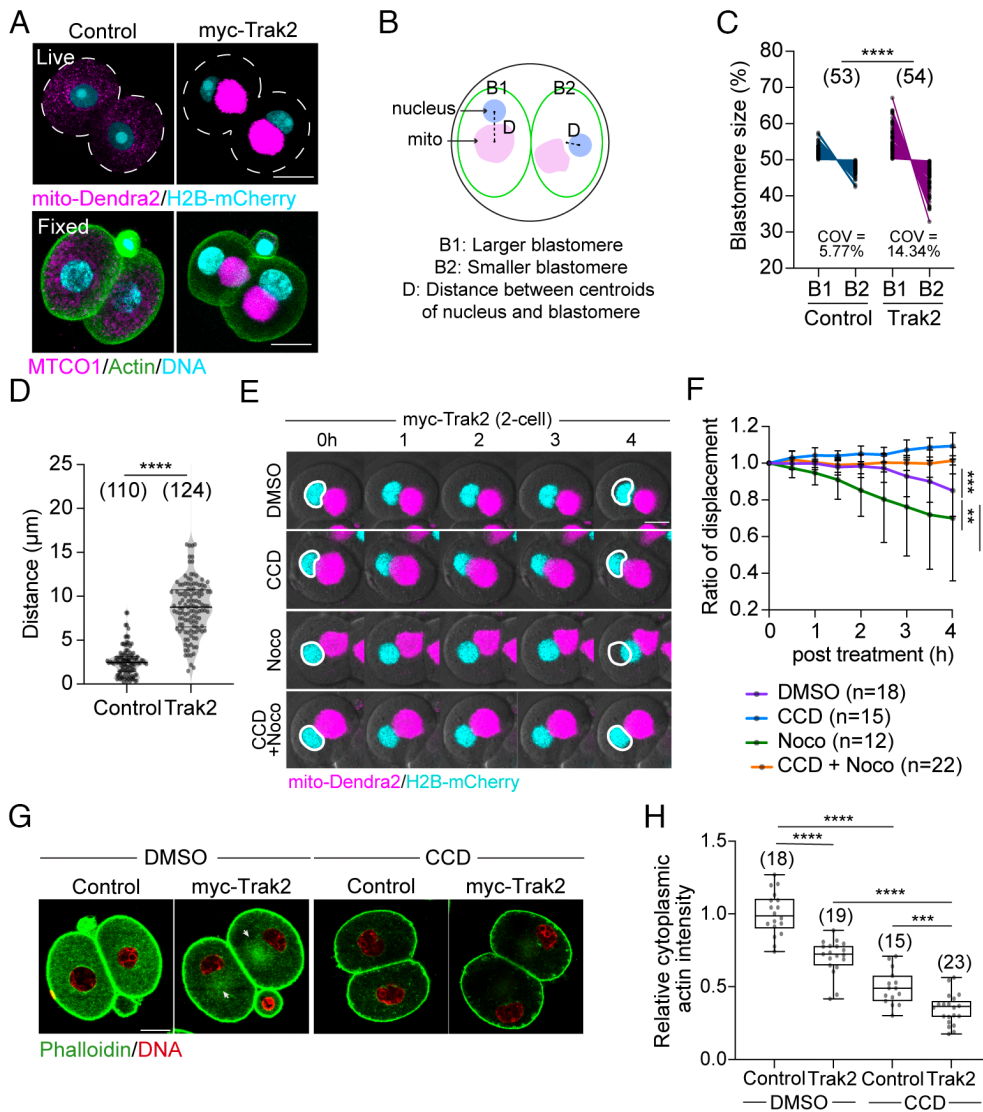 A
Control
myc-Trak2
Live
mito-Dendra2/H2B-mCherry
Fixed
MTCO1/Actin/DNA
B
B1
B2
nucleus
D
D
mito
B1: Larger blastomere
B2: Smaller blastomere
D: Distance between centroids
of nucleus and blastomere
C
****
(53)
(54)
Blastomere size (%)
80
70
60
50
40
30
20
COV =
5.77%
COV =
14.34%
B1 B2 B1 B2
Control Trak2
D
****
(110) (124)
Distance (μm)
25
20
15
10
5
0
Control Trak2
E
myc-Trak2 (2-cell)
0h 1 2 3 4
DMSO
CCD
Noco
CCD
+Noco
mito-Dendra2/H2B-mCherry
F
Ratio of displacement
1.2
1.0
0.8
0.6
0.4
0.2
***
**
0 1 2 3 4
post treatment (h)
DMSO (n=18)
CCD (n=15)
Noco (n=12)
CCD + Noco (n=22)
G
DMSO
CCD
Control myc-Trak2 Control myc-Trak2
Phalloidin/DNA
H
Relative cytoplasmic
actin intensity
1.5
1.0
0.5
0.0
****
****
****
***
(18)
(19)
(15)
(23)
Control Trak2 Control Trak2
DMSO CCD